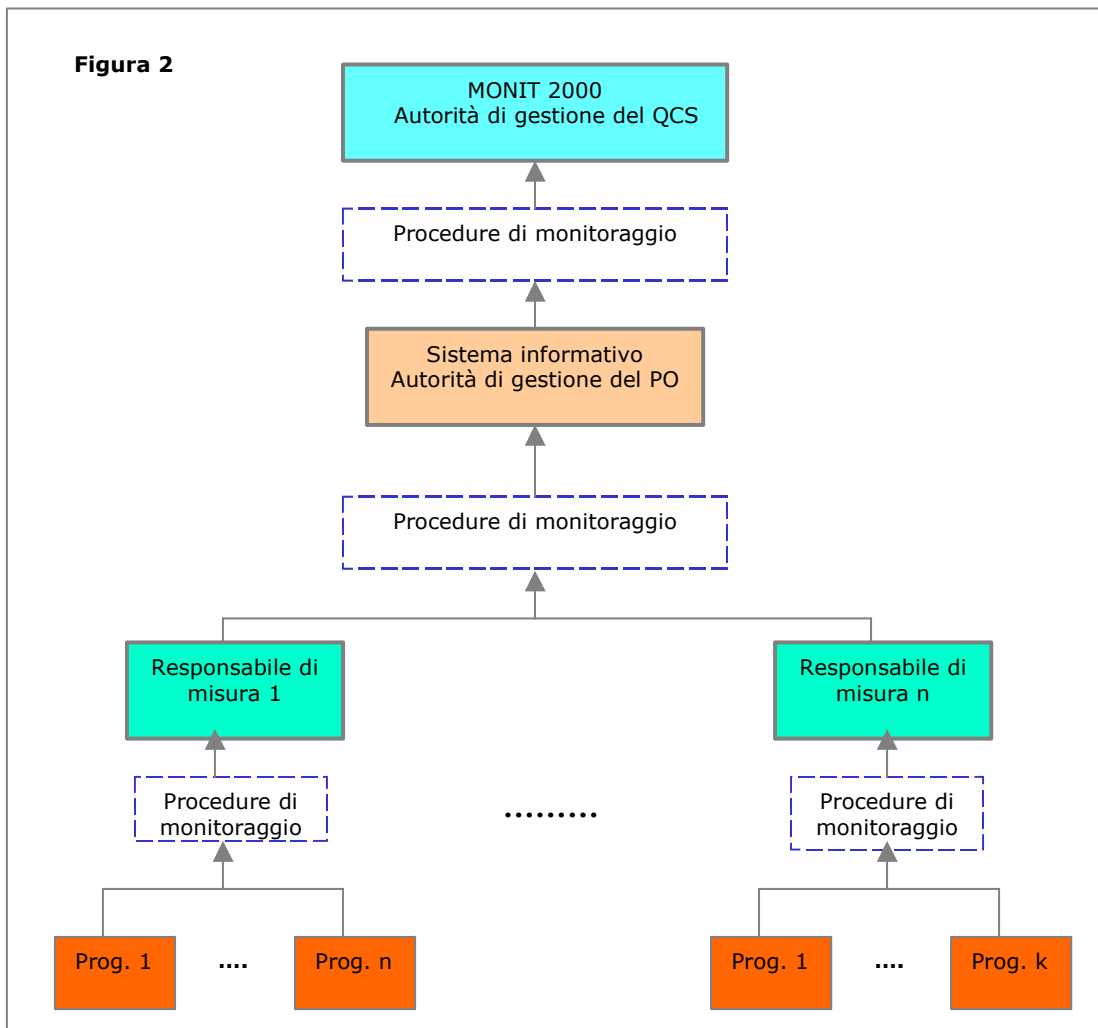 Figura 2
MONIT 2000
Autorità di gestione del QCS
Procedure di monitoraggio
Sistema informativo
Autorità di gestione del PO
Procedure di monitoraggio
Responsabile di
misura 1
Responsabile di
misura n
Procedure di
monitoraggio
.........
Procedure di
monitoraggio
Prog. 1
....
Prog. n
Prog. 1
....
Prog. k